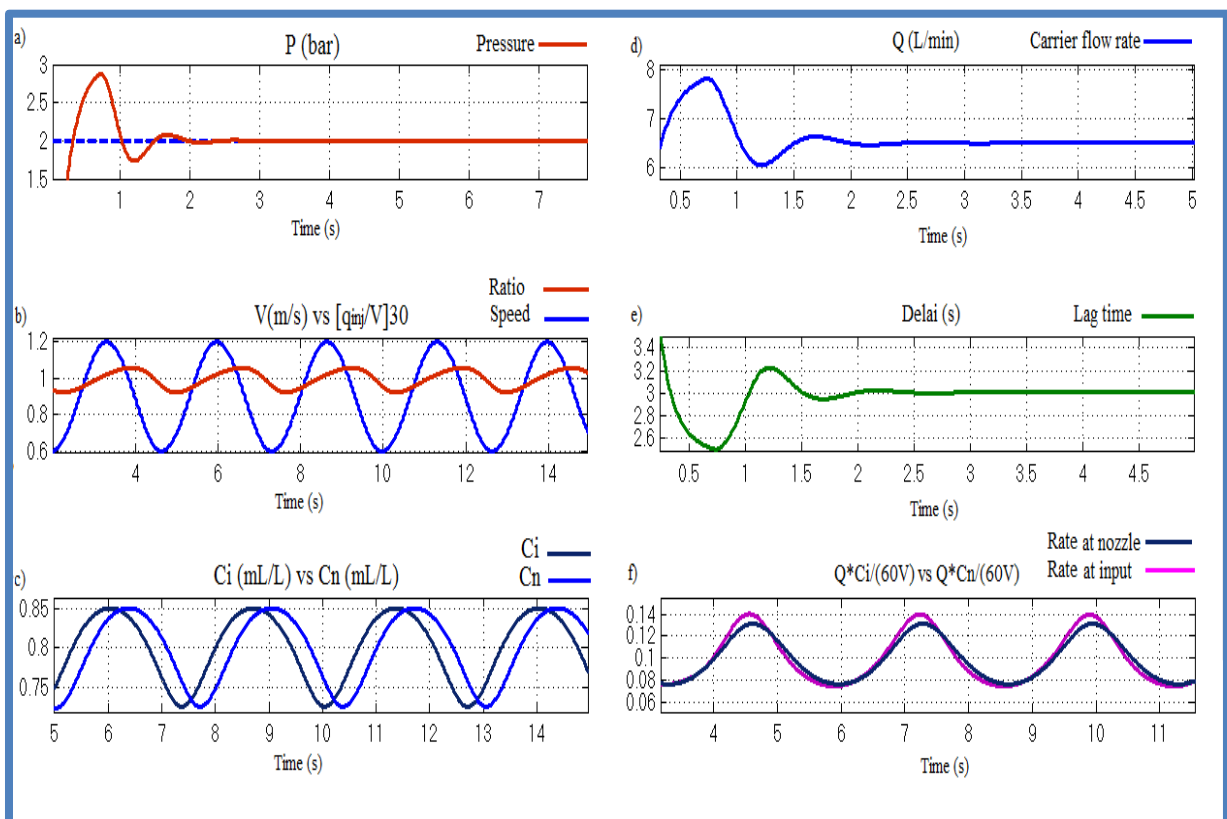 a)
P (bar)
Pressure
3
2.5
2
1.5
1 2 3 4 5 6 7
Time (s)
b)
V(m/s) vs [qinj/V]30
Ratio
Speed
1.2
1
0.8
0.6
4 6 8 10 12 14
Time (s)
c)
Ci (mL/L) vs Cn (mL/L)
Ci
Cn
0.85
0.8
0.75
5 6 7 8 9 10 11 12 13 14
Time (s)
d)
Q (L/min)
Carrier flow rate
8
7
6
0.5 1 1.5 2 2.5 3 3.5 4 4.5 5
Time (s)
e)
Delai (s)
Lag time
3.4
3.2
3
2.8
2.6
0.5 1 1.5 2 2.5 3 3.5 4 4.5
Time (s)
f)
Q*Ci/(60V) vs Q*Cn/(60V)
Rate at nozzle
Rate at input
0.14
0.12
0.1
0.08
0.06
4 5 6 7 8 9 10 11
Time (s)